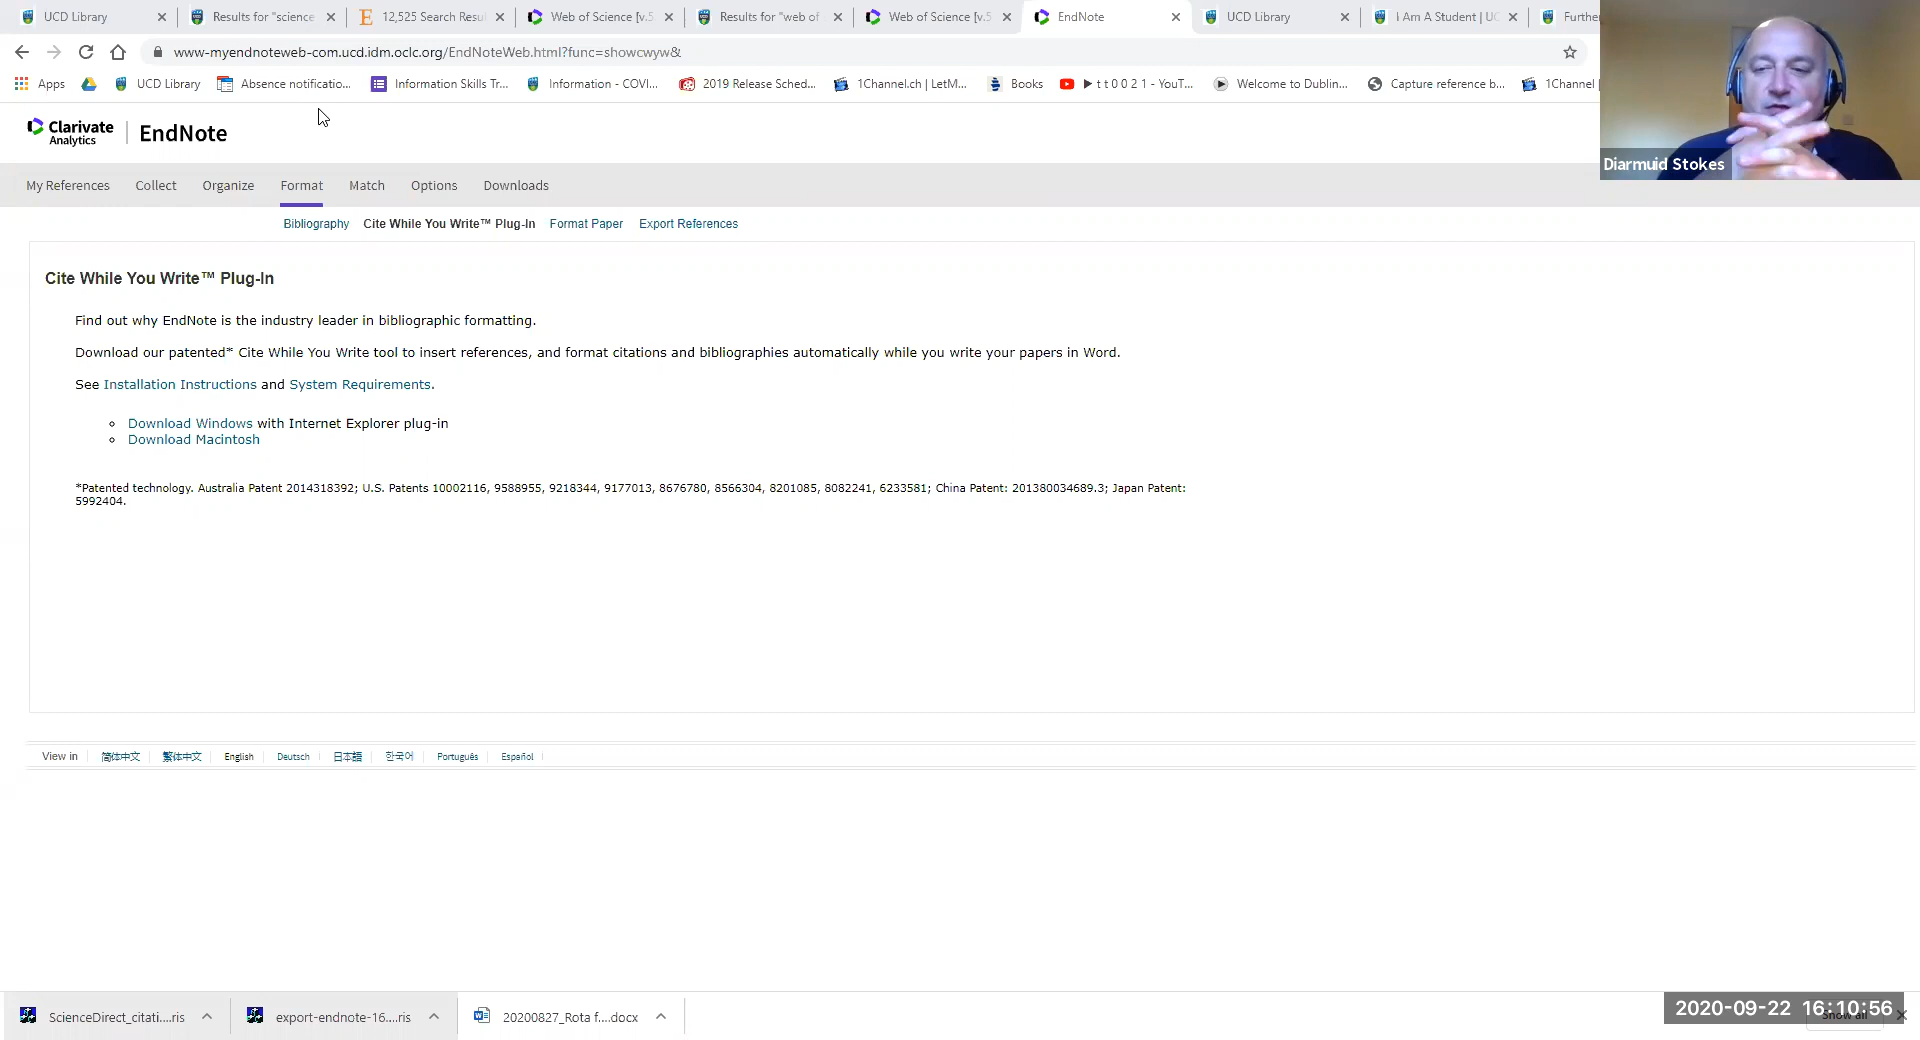 UCD Library
Results for "science
12,525 Search Resu
Web of Science [v.5
Results for "web of
Web of Science [v.5
EndNote
UCD Library
I Am A Student | UC
Furthe
www-myendnoteweb-com.ucd.idm.oclc.org/EndNoteWeb.html?func=showcwyw&
Apps
UCD Library
Absence notificatio...
Information Skills Tr...
Information - COVI...
2019 Release Sched...
1Channel.ch | LetM...
Books
▶ t t 0 0 2 1 - YouT...
Welcome to Dublin...
Capture reference b...
1Channel
Diarmuid Stokes
Clarivate
Analytics
EndNote
My References
Collect
Organize
Format
Match
Options
Downloads
Bibliography
Cite While You Write™ Plug-In
Format Paper
Export References
Cite While You Write™ Plug-In
Find out why EndNote is the industry leader in bibliographic formatting.
Download our patented* Cite While You Write tool to insert references, and format citations and bibliographies automatically while you write your papers in Word.
See Installation Instructions and System Requirements.
Download Windows with Internet Explorer plug-in
Download Macintosh
*Patented technology. Australia Patent 2014318392; U.S. Patents 10002116, 9588955, 9218344, 9177013, 8676780, 8566304, 8201085, 8082241, 6233581; China Patent: 201380034689.3; Japan Patent:
5992404.
View in
简体中文
繁体中文
English
Deutsch
日本語
한국어
Português
Español
ScienceDirect_citati....ris
export-endnote-16....ris
20200827_Rota f....docx
2020-09-22 16:10:56
Show all